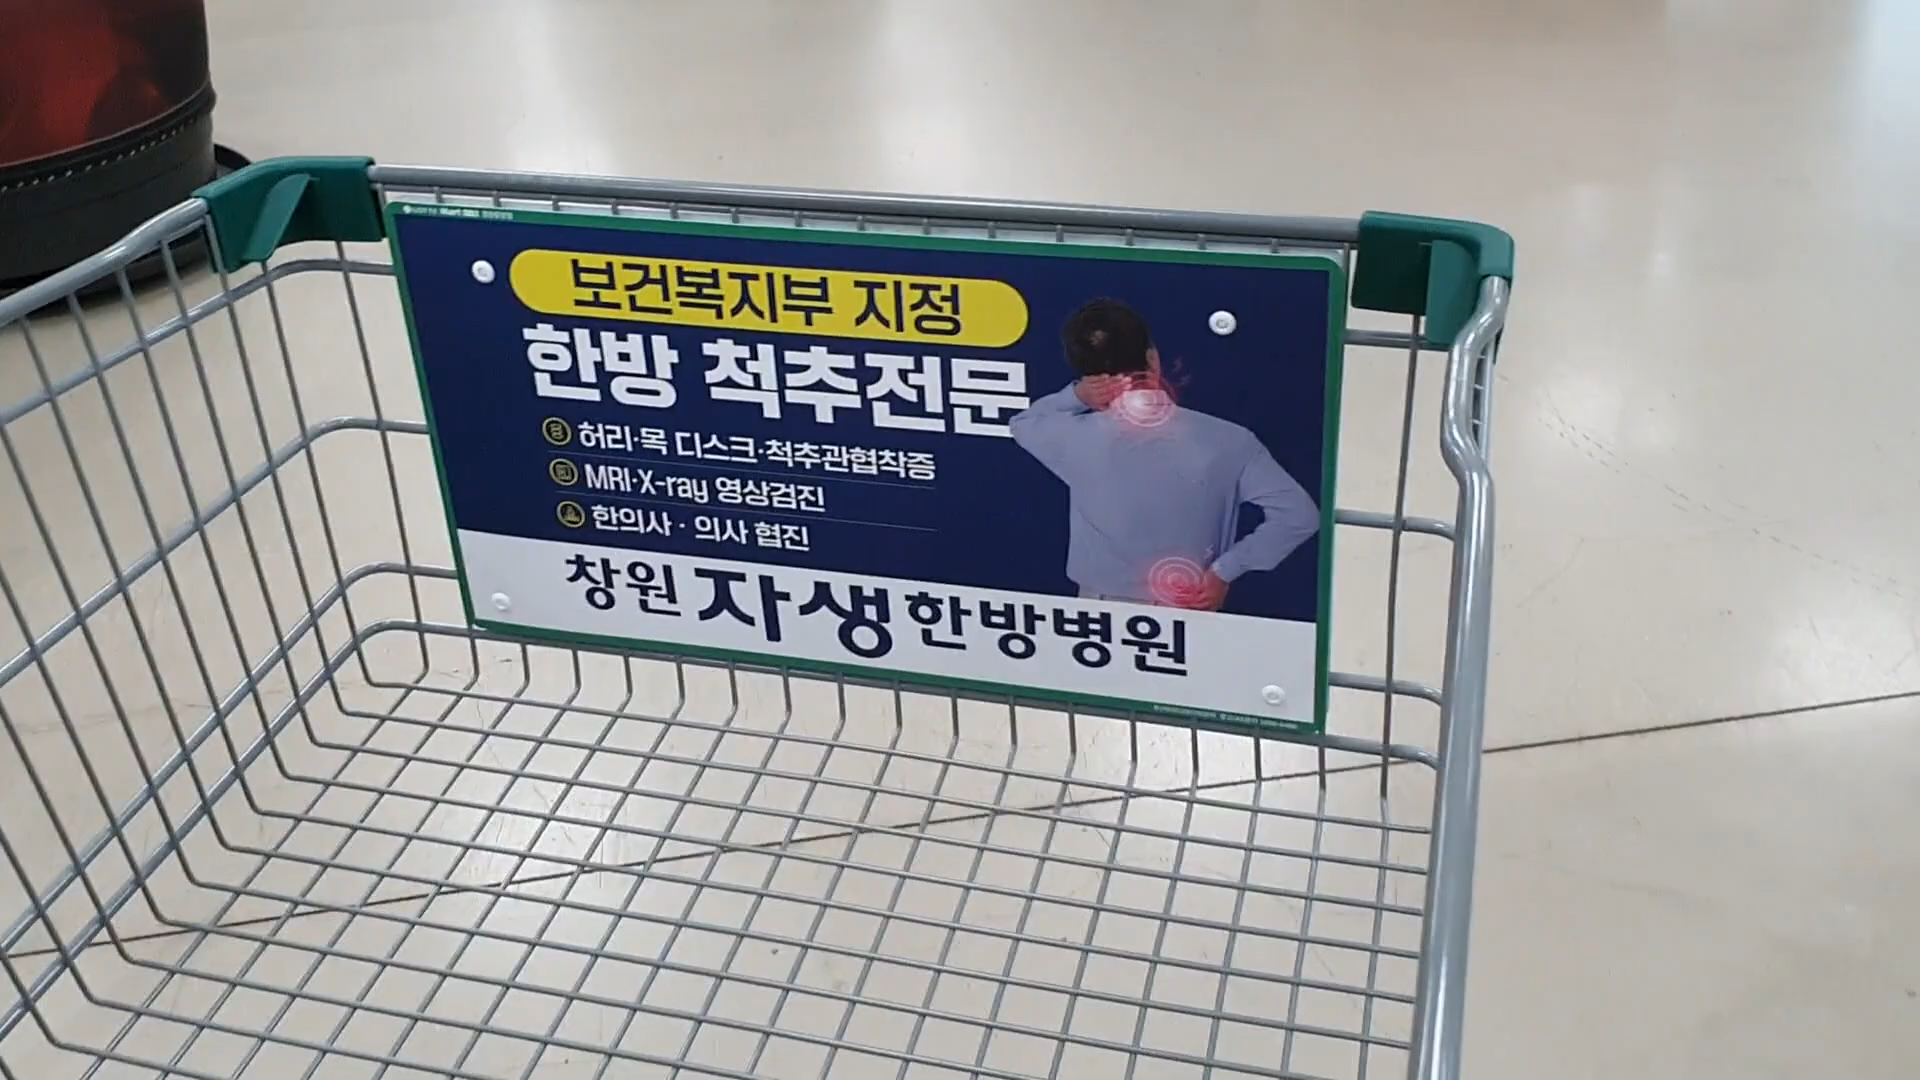 보건복지부 지정
한방 척추전문
허리·목 디스크·척추관협착증
MRI·X-ray 영상검진
한의사·의사 협진
창원 자생한방병원